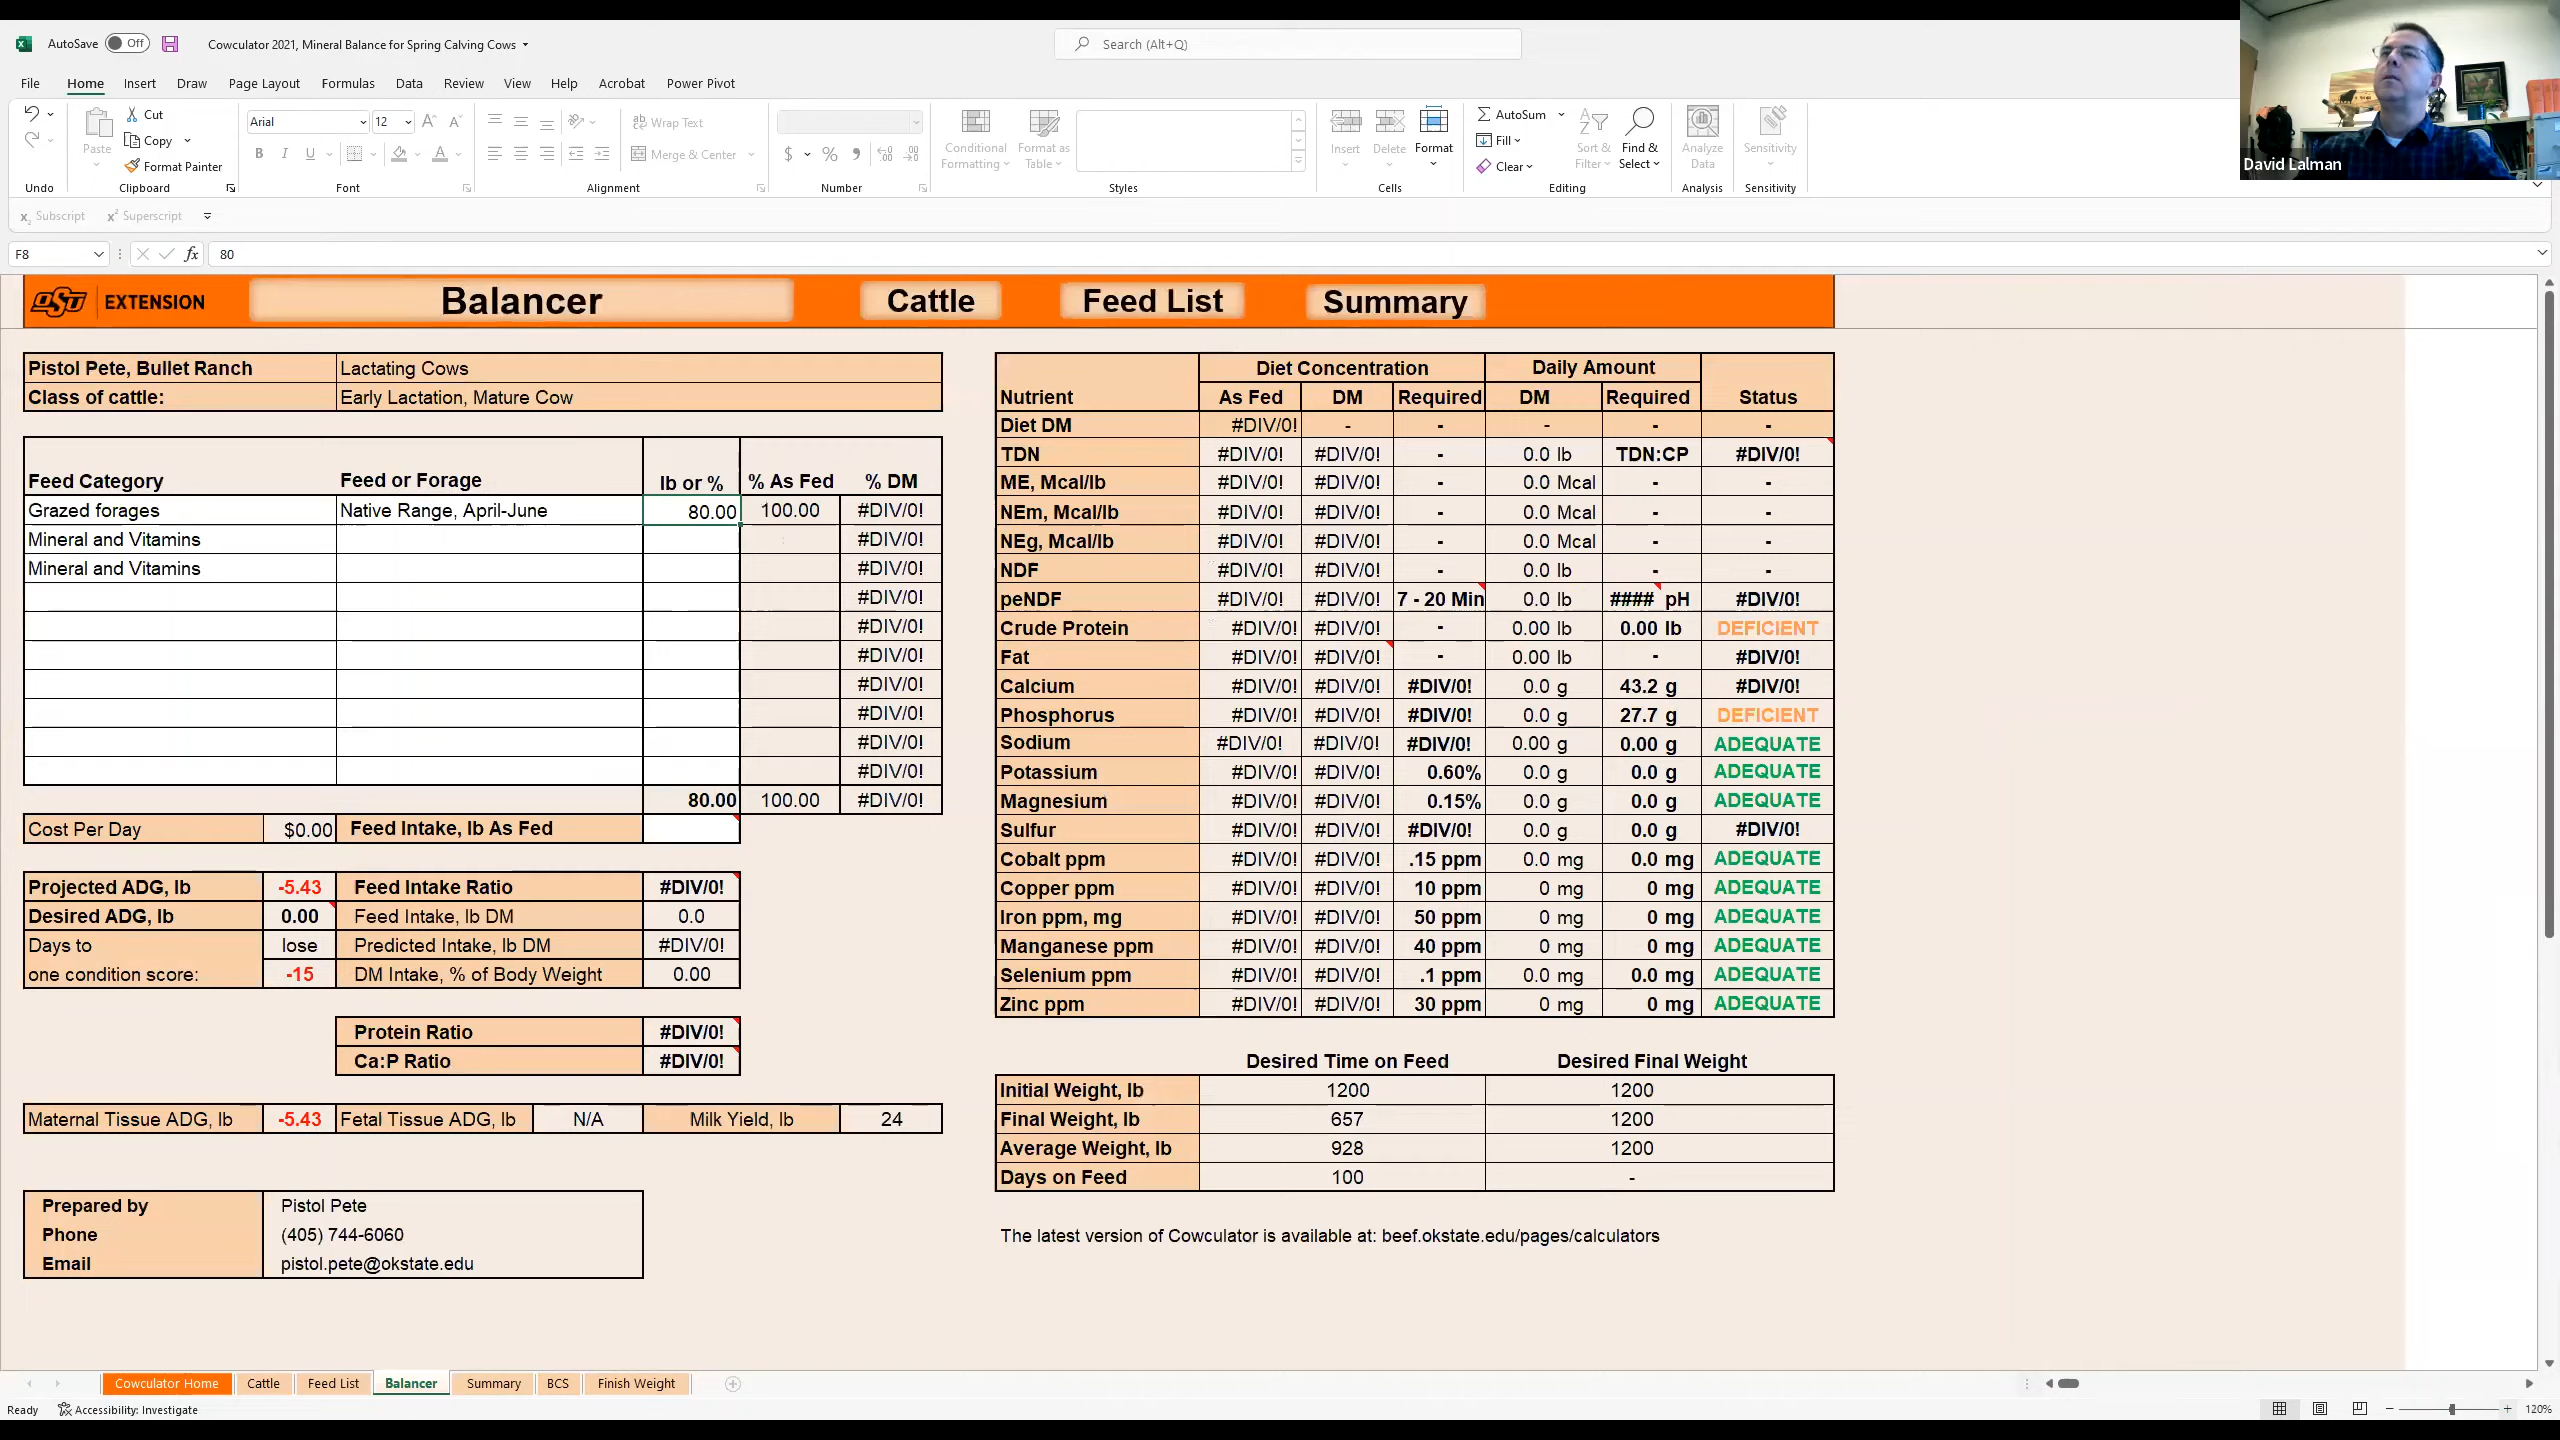 AutoSave Off Cowculator 2021, Mineral Balance for Spring Calving Cows Search (Alt+Q)
File Home Insert Draw Page Layout Formulas Data Review View Help Acrobat Power Pivot
Cut Copy Format Painter Paste Arial 12 Wrap Text Merge & Center Conditional Formatting Format as Table Insert Delete Format AutoSum Fill Clear Sort & Filter Find & Select Analyze Data Sensitivity
Undo Clipboard Font Alignment Number Styles Cells Editing Analysis Sensitivity
David Lalman
Subscript Superscript
F8 fx 80
OSU EXTENSION Balancer Cattle Feed List Summary
Pistol Pete, Bullet Ranch Lactating Cows
Class of cattle: Early Lactation, Mature Cow
Feed Category Feed or Forage lb or % % As Fed % DM
Grazed forages Native Range, April-June 80.00 100.00 #DIV/0!
Mineral and Vitamins #DIV/0!
Mineral and Vitamins #DIV/0!
#DIV/0!
#DIV/0!
#DIV/0!
#DIV/0!
#DIV/0!
#DIV/0!
#DIV/0!
80.00 100.00 #DIV/0!
Cost Per Day $0.00 Feed Intake, lb As Fed
Projected ADG, lb -5.43 Feed Intake Ratio #DIV/0!
Desired ADG, lb 0.00 Feed Intake, lb DM 0.0
Days to lose Predicted Intake, lb DM #DIV/0!
one condition score: -15 DM Intake, % of Body Weight 0.00
Protein Ratio #DIV/0!
Ca:P Ratio #DIV/0!
Maternal Tissue ADG, lb -5.43 Fetal Tissue ADG, lb N/A Milk Yield, lb 24
Prepared by Pistol Pete
Phone (405) 744-6060
Email pistol.pete@okstate.edu
Diet Concentration Daily Amount
Nutrient As Fed DM Required DM Required Status
Diet DM #DIV/0! - - - - -
TDN #DIV/0! #DIV/0! - 0.0 lb TDN:CP #DIV/0!
ME, Mcal/lb #DIV/0! #DIV/0! - 0.0 Mcal - -
NEm, Mcal/lb #DIV/0! #DIV/0! - 0.0 Mcal - -
NEg, Mcal/lb #DIV/0! #DIV/0! - 0.0 Mcal - -
NDF #DIV/0! #DIV/0! - 0.0 lb - -
peNDF #DIV/0! #DIV/0! 7 - 20 Min 0.0 lb #### pH #DIV/0!
Crude Protein #DIV/0! #DIV/0! - 0.00 lb 0.00 lb DEFICIENT
Fat #DIV/0! #DIV/0! - 0.00 lb - #DIV/0!
Calcium #DIV/0! #DIV/0! #DIV/0! 0.0 g 43.2 g #DIV/0!
Phosphorus #DIV/0! #DIV/0! #DIV/0! 0.0 g 27.7 g DEFICIENT
Sodium #DIV/0! #DIV/0! #DIV/0! 0.00 g 0.00 g ADEQUATE
Potassium #DIV/0! #DIV/0! 0.60% 0.0 g 0.0 g ADEQUATE
Magnesium #DIV/0! #DIV/0! 0.15% 0.0 g 0.0 g ADEQUATE
Sulfur #DIV/0! #DIV/0! #DIV/0! 0.0 g 0.0 g #DIV/0!
Cobalt ppm #DIV/0! #DIV/0! .15 ppm 0.0 mg 0.0 mg ADEQUATE
Copper ppm #DIV/0! #DIV/0! 10 ppm 0 mg 0 mg ADEQUATE
Iron ppm, mg #DIV/0! #DIV/0! 50 ppm 0 mg 0 mg ADEQUATE
Manganese ppm #DIV/0! #DIV/0! 40 ppm 0 mg 0 mg ADEQUATE
Selenium ppm #DIV/0! #DIV/0! .1 ppm 0.0 mg 0.0 mg ADEQUATE
Zinc ppm #DIV/0! #DIV/0! 30 ppm 0 mg 0 mg ADEQUATE
Desired Time on Feed Desired Final Weight
Initial Weight, lb 1200 1200
Final Weight, lb 657 1200
Average Weight, lb 928 1200
Days on Feed 100 -
The latest version of Cowculator is available at: beef.okstate.edu/pages/calculators
Cowculator Home Cattle Feed List Balancer Summary BCS Finish Weight
Ready Accessibility: Investigate 120%